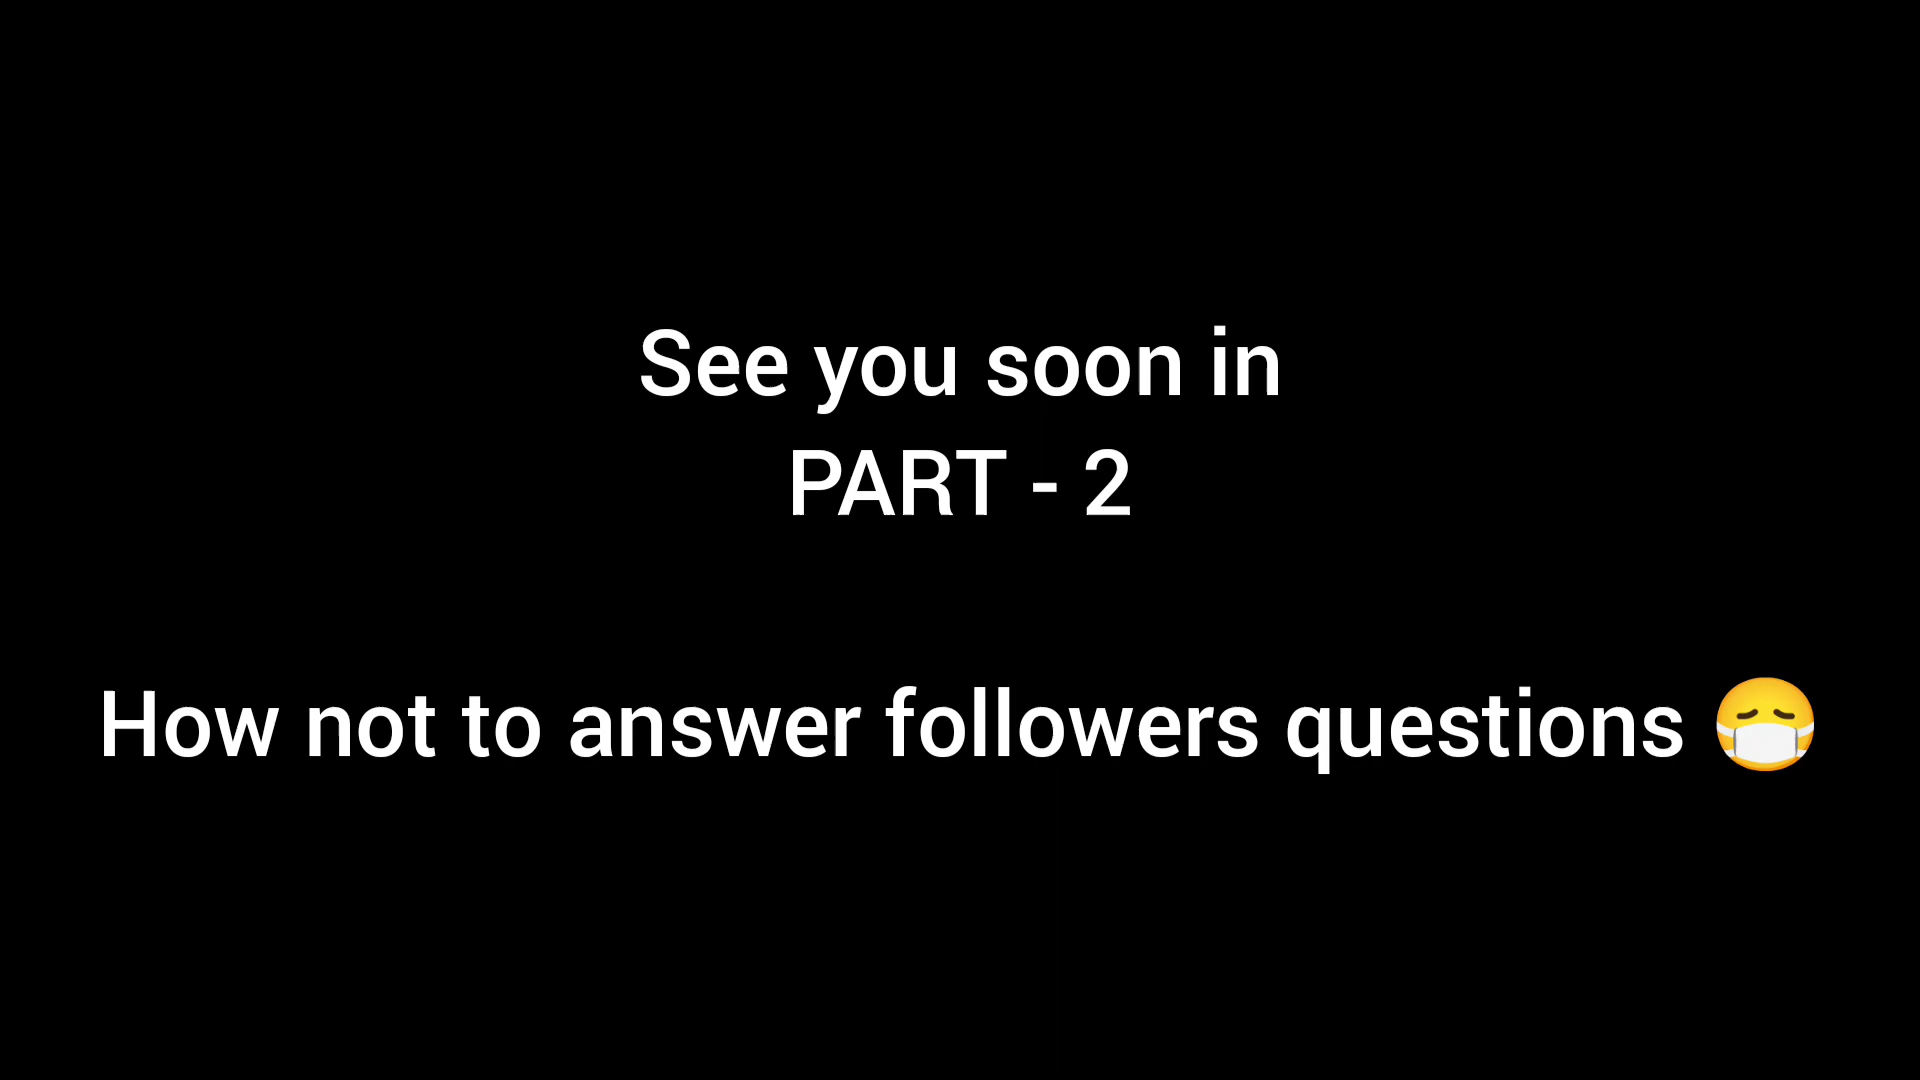 See you soon in
PART - 2
How not to answer followers questions 😷